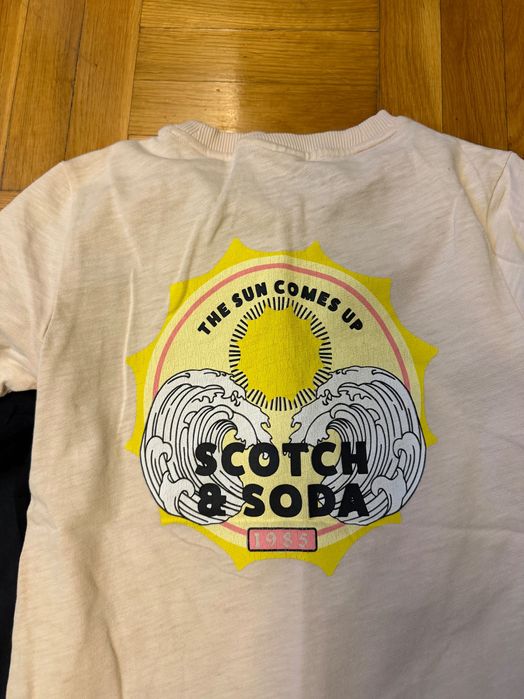 THE SUN COMES UP
SCOTCH
& SODA
1985